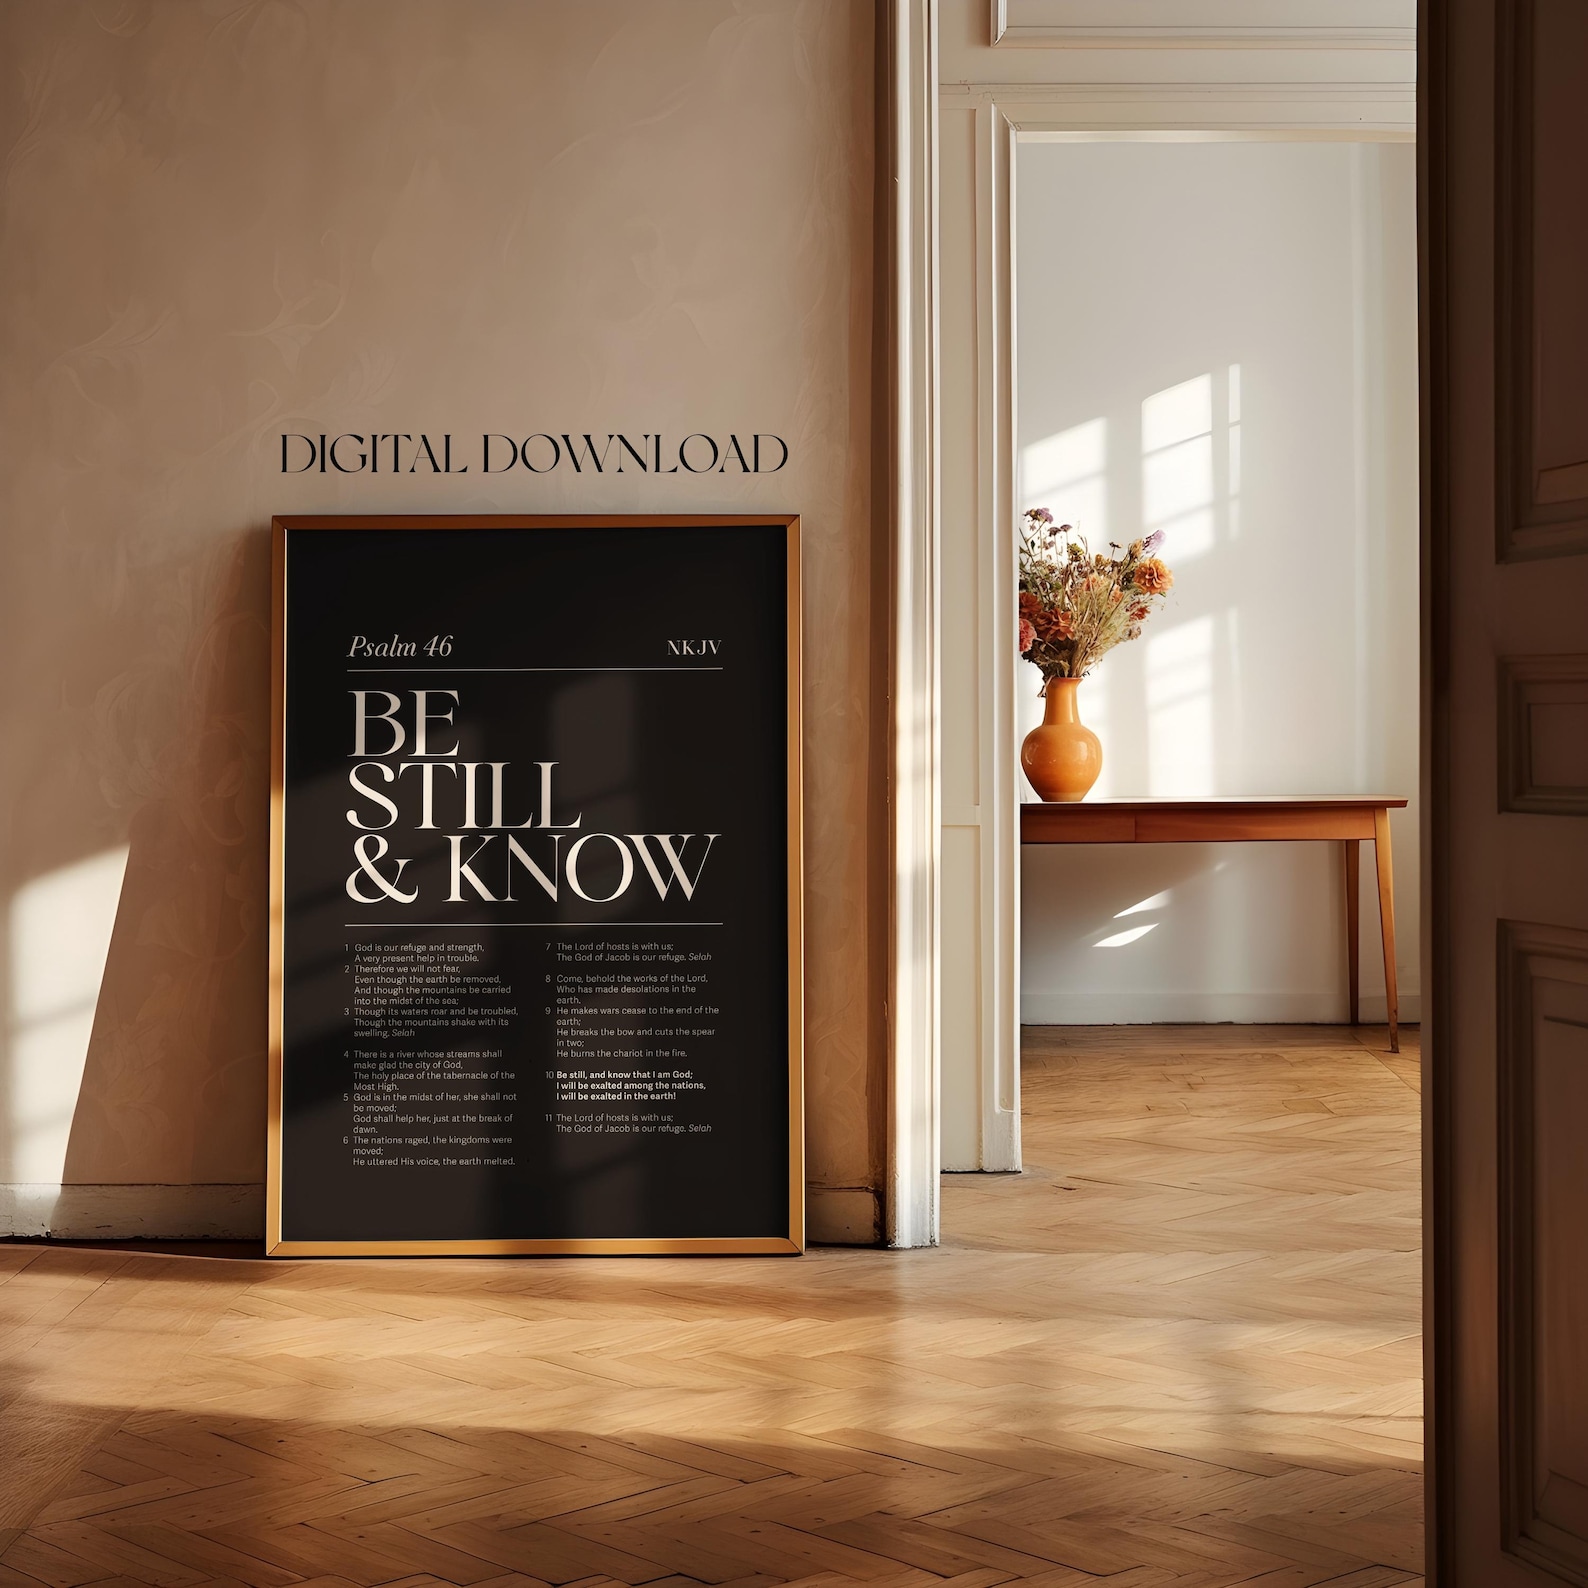 DIGITAL DOWNLOAD
Psalm 46
NKJV
BE
STILL
& KNOW
1 God is our refuge and strength,
A very present help in trouble.
2 Therefore we will not fear,
Even though the earth be removed,
And though the mountains be carried
into the midst of the sea;
3 Though its waters roar and be troubled,
Though the mountains shake with its
swelling. Selah
4 There is a river whose streams shall
make glad the city of God,
The holy place of the tabernacle of the
Most High.
5 God is in the midst of her, she shall not
be moved;
God shall help her, just at the break of
dawn.
6 The nations raged, the kingdoms were
moved;
He uttered His voice, the earth melted.
7 The Lord of hosts is with us;
The God of Jacob is our refuge. Selah
8 Come, behold the works of the Lord,
Who has made desolations in the
earth.
9 He makes wars cease to the end of the
earth;
He breaks the bow and cuts the spear
in two;
He burns the chariot in the fire.
10 Be still, and know that I am God;
I will be exalted among the nations,
I will be exalted in the earth!
11 The Lord of hosts is with us;
The God of Jacob is our refuge. Selah